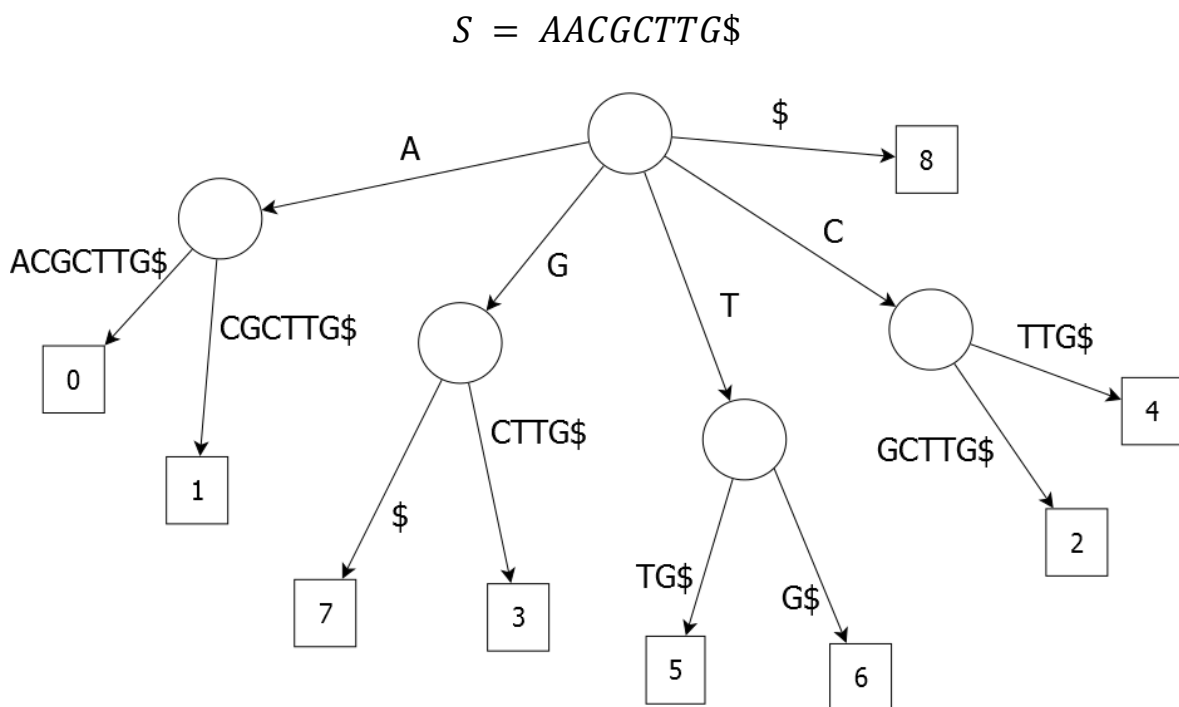 S = AACGCTTG$
$
A
8
C
G
ACGCTTG$
T
CGCTTG$
TTG$
0
4
CTTG$
GCTTG$
1
2
$
TG$
G$
7
3
5
6